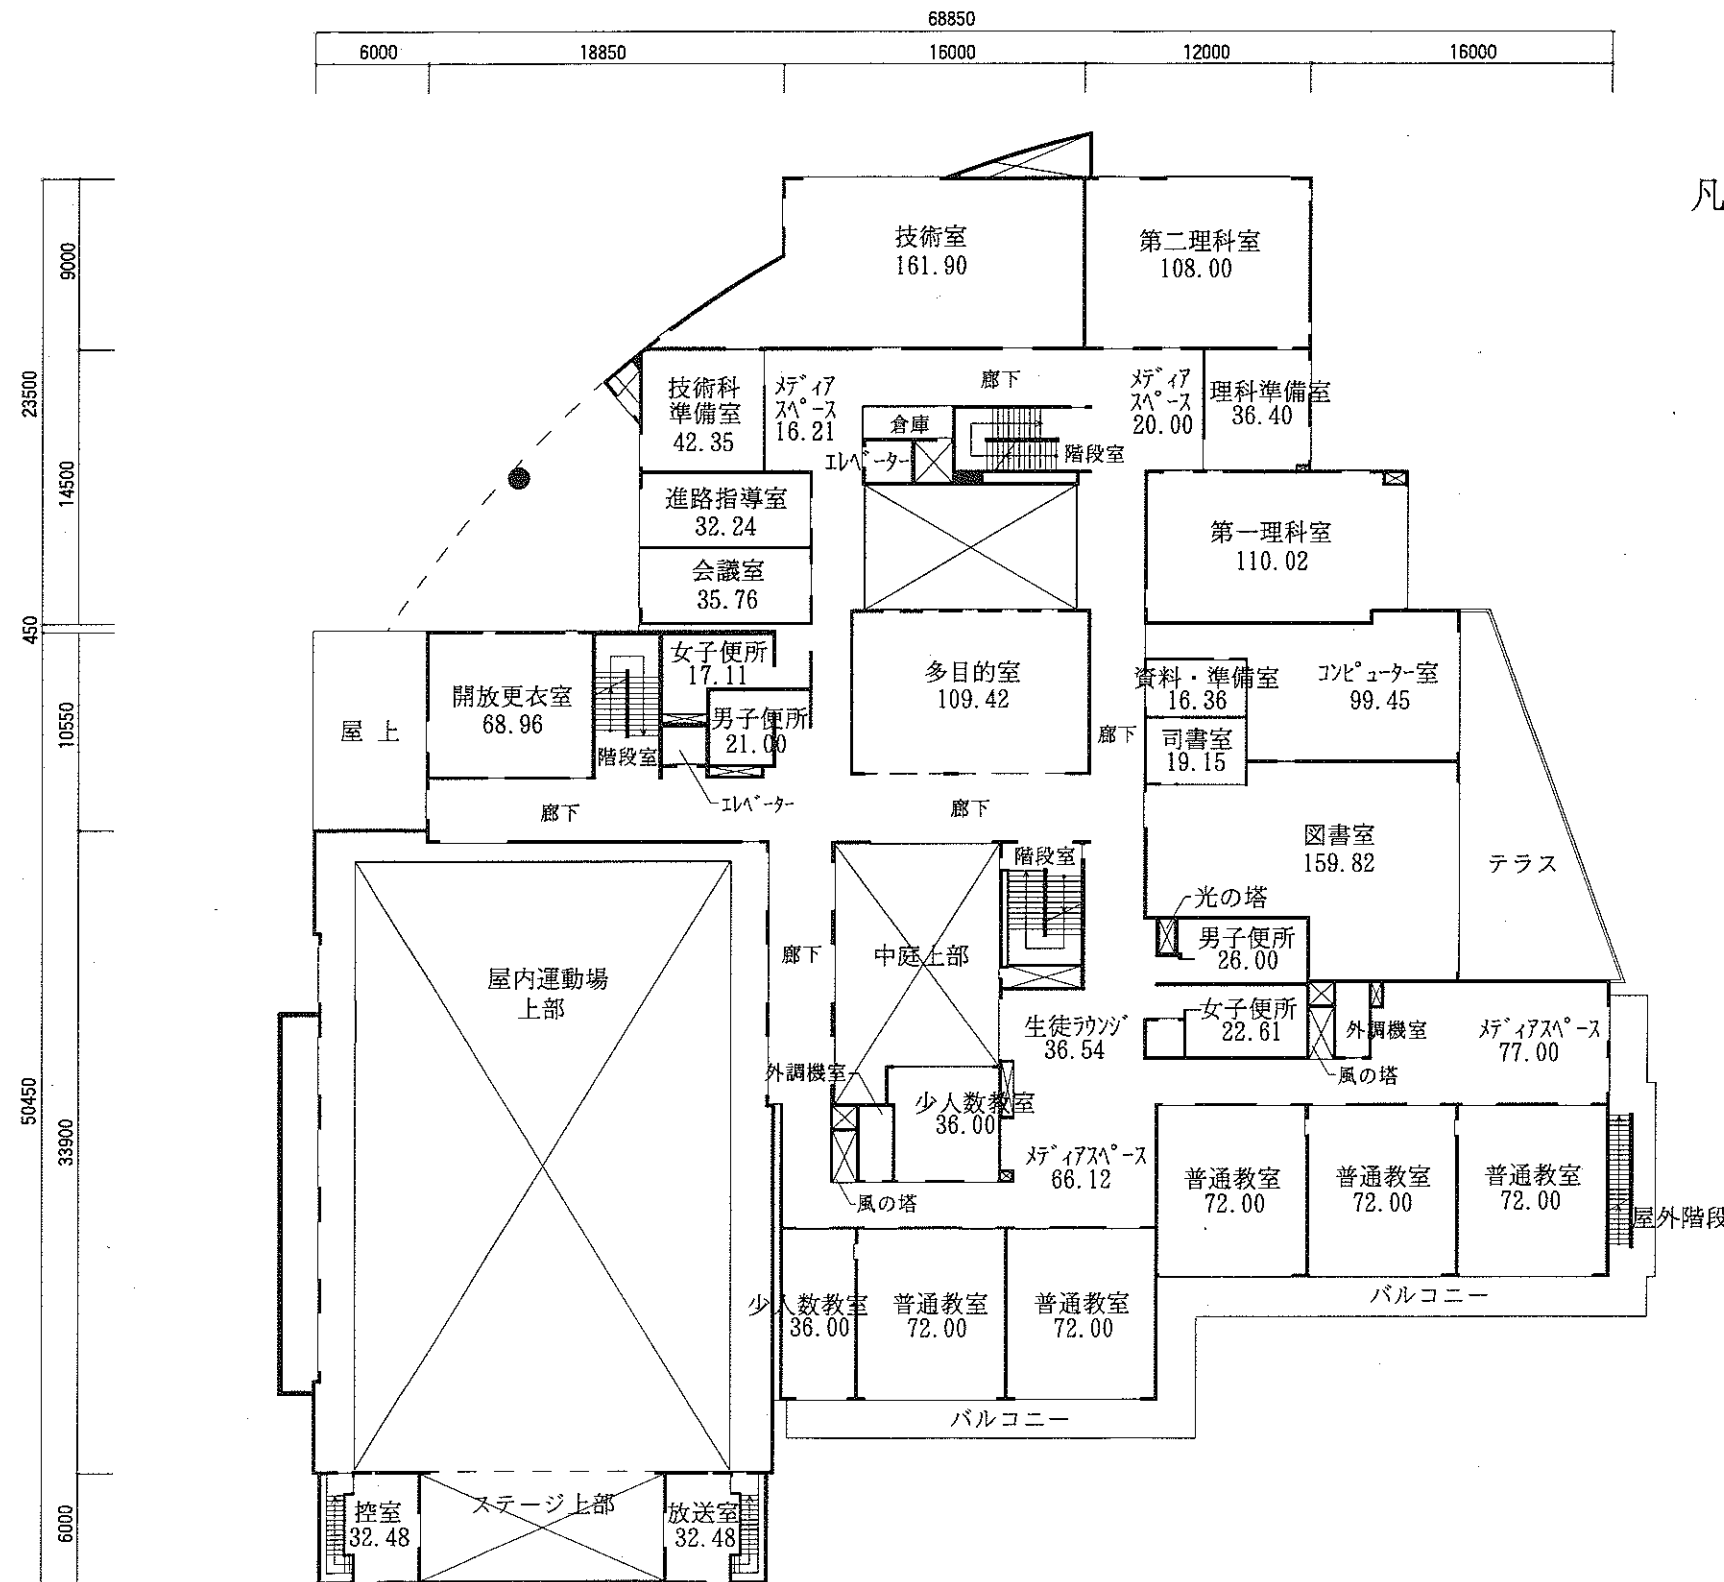 68850
6000
18850
16000
12000
16000
凡
9000
23500
14500
450
10550
50450
33900
6000
技術室
161.90
第二理科室
108.00
技術科
準備室
42.35
メディア
スペース
16.21
廊下
メディア
スペース
20.00
理科準備室
36.40
倉庫
エレベーター
階段室
進路指導室
32.24
会議室
35.76
第一理科室
110.02
屋上
開放更衣室
68.96
階段室
女子便所
17.11
男子便所
21.00
エレベーター
多目的室
109.42
廊下
資料・準備室
16.36
コンピューター室
99.45
司書室
19.15
廊下
廊下
図書室
159.82
テラス
階段室
光の塔
男子便所
26.00
屋内運動場
上部
廊下
中庭上部
生徒ラウンジ
36.54
女子便所
22.61
外調機室
メディアスペース
77.00
風の塔
外調機室
少人数教室
36.00
メディアスペース
66.12
風の塔
普通教室
72.00
普通教室
72.00
普通教室
72.00
屋外階段
バルコニー
少人数教室
36.00
普通教室
72.00
普通教室
72.00
バルコニー
控室
32.48
ステージ上部
放送室
32.48